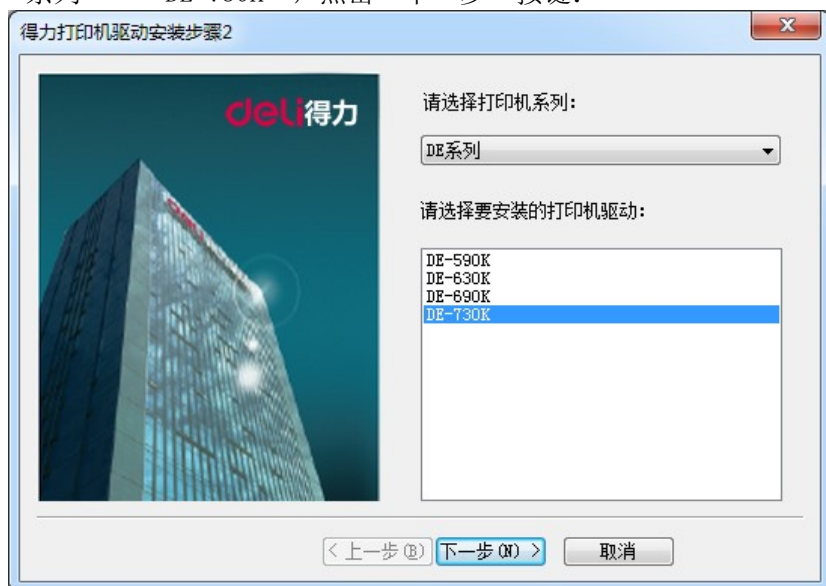 得力打印机驱动安装步骤2
deli得力
请选择打印机系列:
DE系列
请选择要安装的打印机驱动:
DE-590K
DE-630K
DE-690K
DE-730K
< 上一步(B) 下一步(N) > 取消